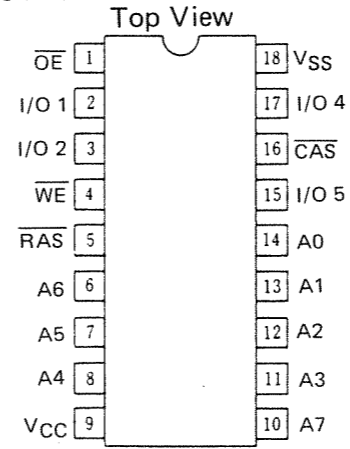 Top View
OE 1 18 VSS
I/O 1 2 17 I/O 4
I/O 2 3 16 CAS
WE 4 15 I/O 5
RAS 5 14 A0
A6 6 13 A1
A5 7 12 A2
A4 8 11 A3
VCC 9 10 A7